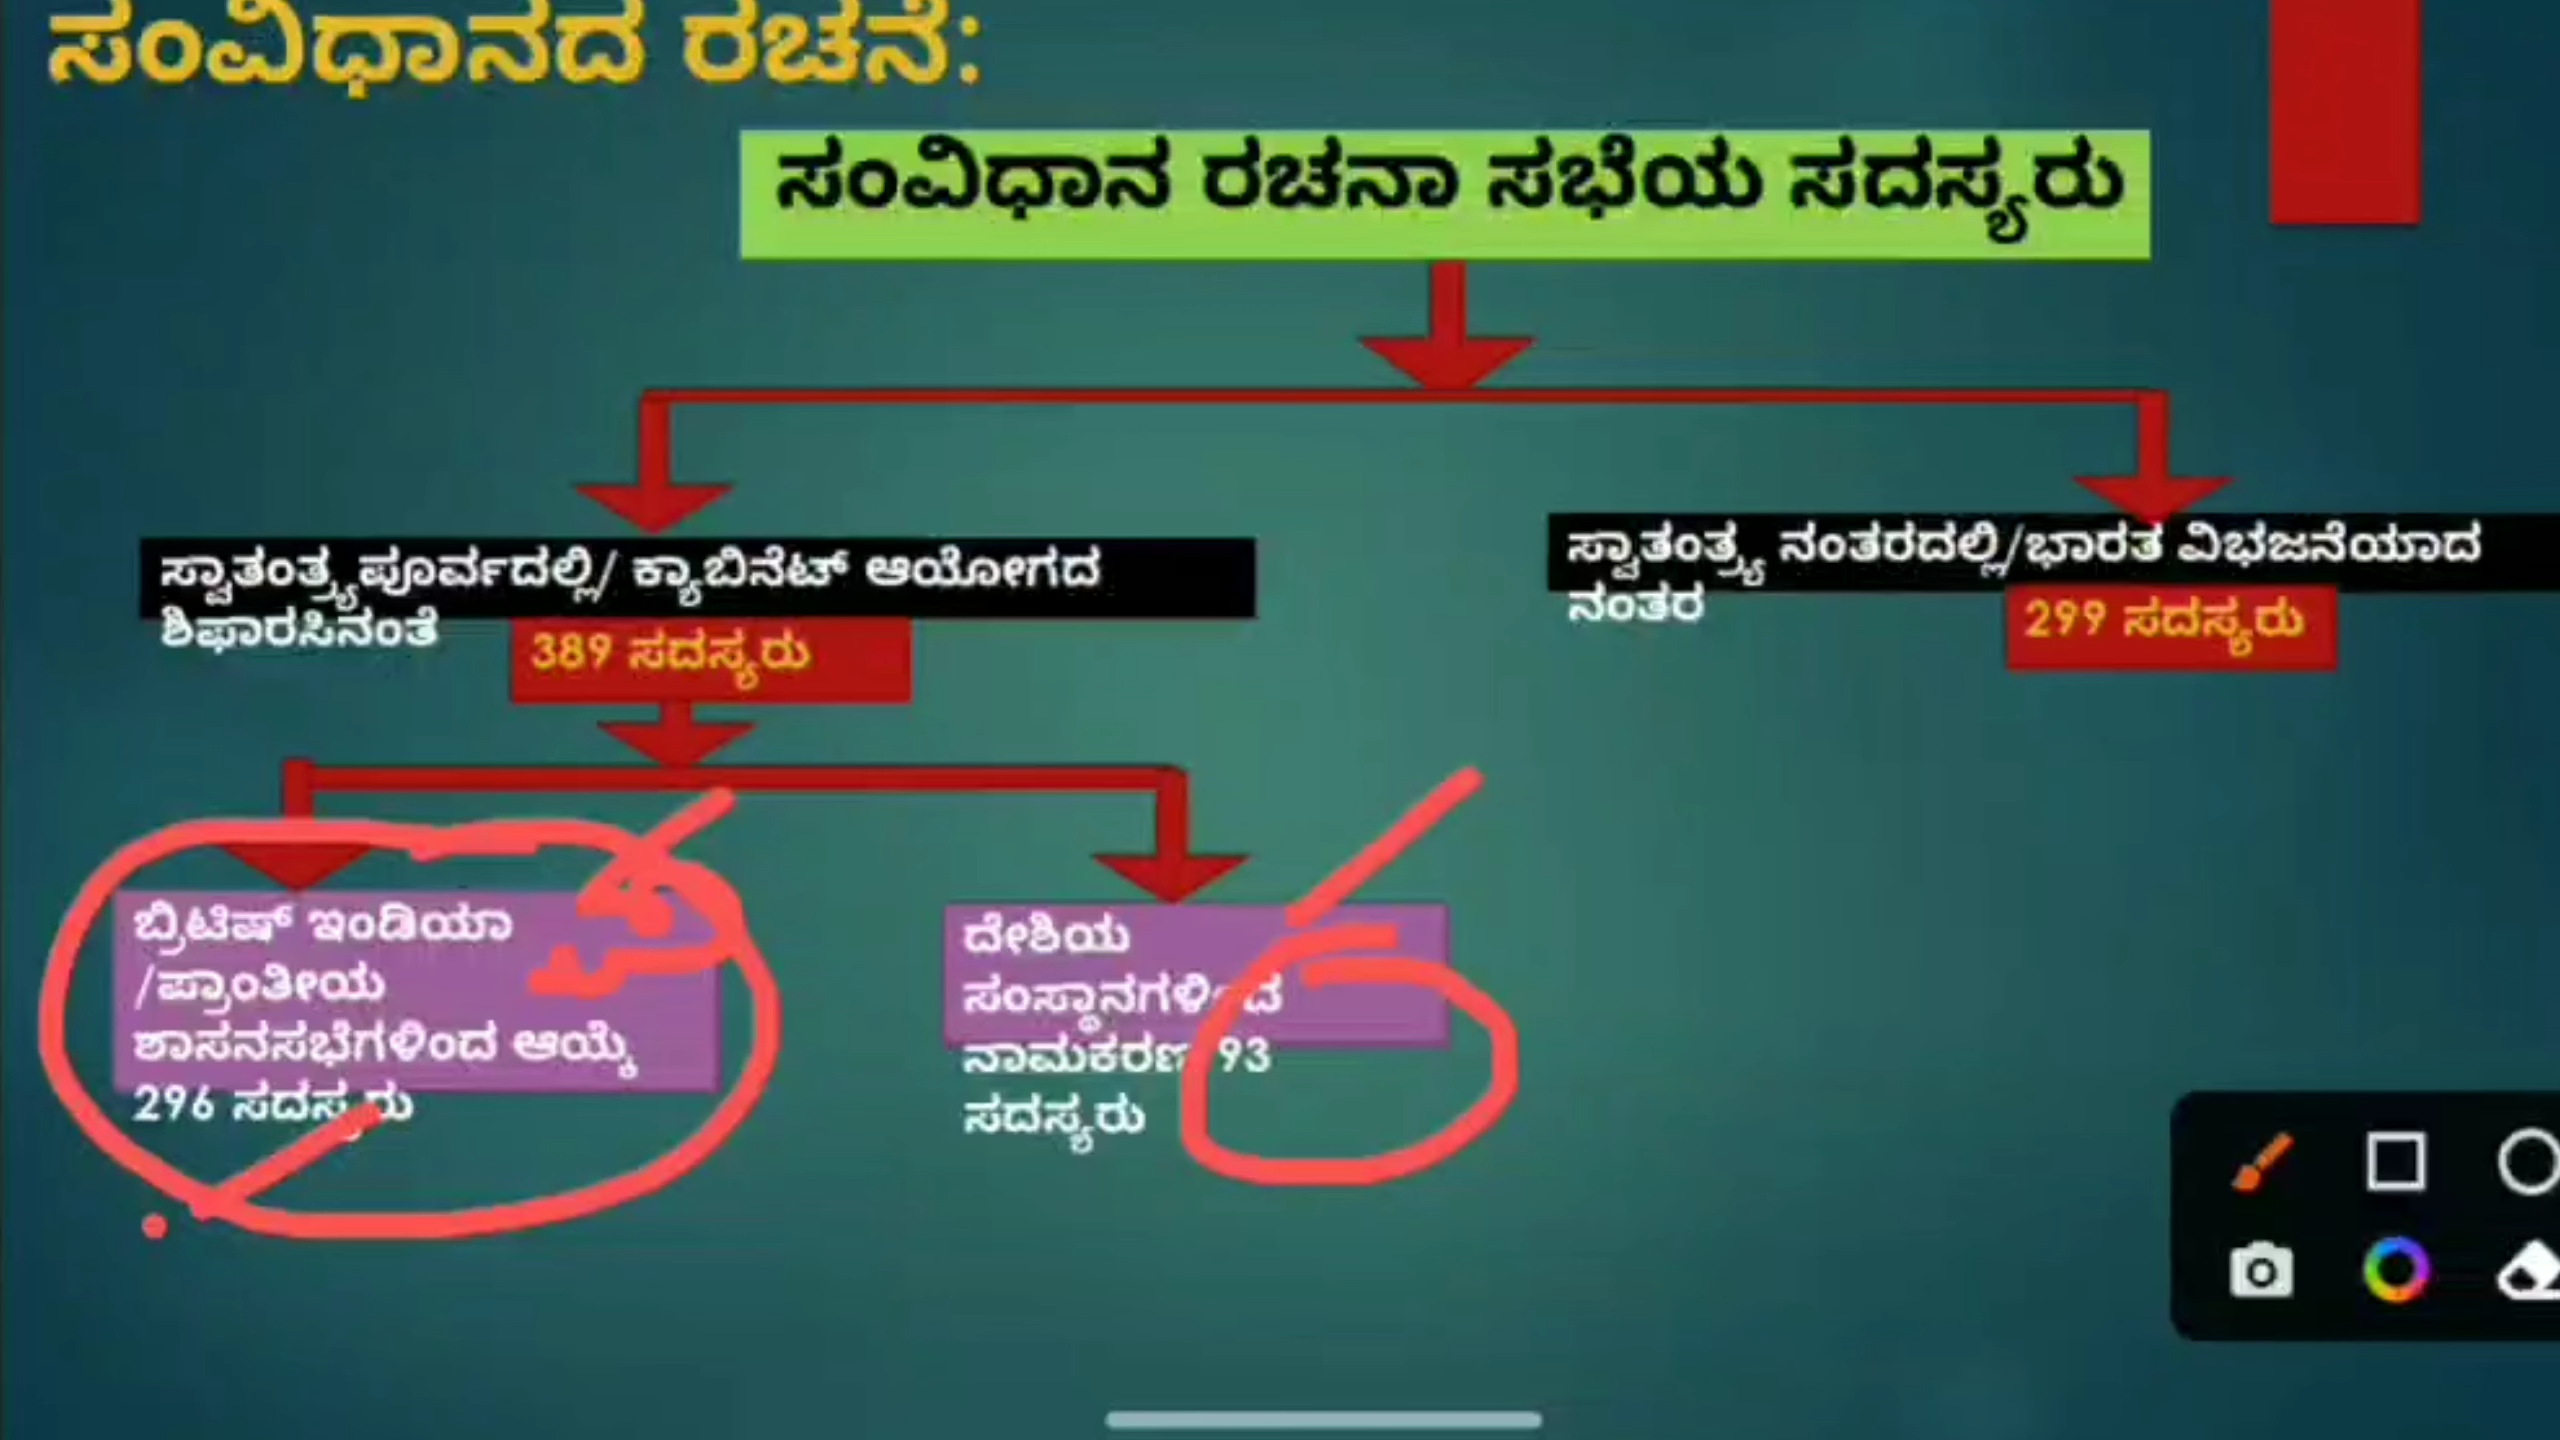 ಸಂವಿಧಾನದ ರಚನೆ:
ಸಂವಿಧಾನ ರಚನಾ ಸಭೆಯ ಸದಸ್ಯರು
ಸ್ವಾತಂತ್ರ್ಯಪೂರ್ವದಲ್ಲಿ/ ಕ್ಯಾಬಿನೆಟ್ ಆಯೋಗದ
ಶಿಫಾರಸಿನಂತೆ
389 ಸದಸ್ಯರು
ಸ್ವಾತಂತ್ರ್ಯ ನಂತರದಲ್ಲಿ/ಭಾರತ ವಿಭಜನೆಯಾದ
ನಂತರ
299 ಸದಸ್ಯರು
ಬ್ರಿಟಿಷ್ ಇಂಡಿಯಾ
/ಪ್ರಾಂತೀಯ
ಶಾಸನಸಭೆಗಳಿಂದ ಆಯ್ಕೆ
296 ಸದಸ್ಯರು
ದೇಶಿಯ
ಸಂಸ್ಥಾನಗಳಿಂದ
ನಾಮಕರಣ 93
ಸದಸ್ಯರು